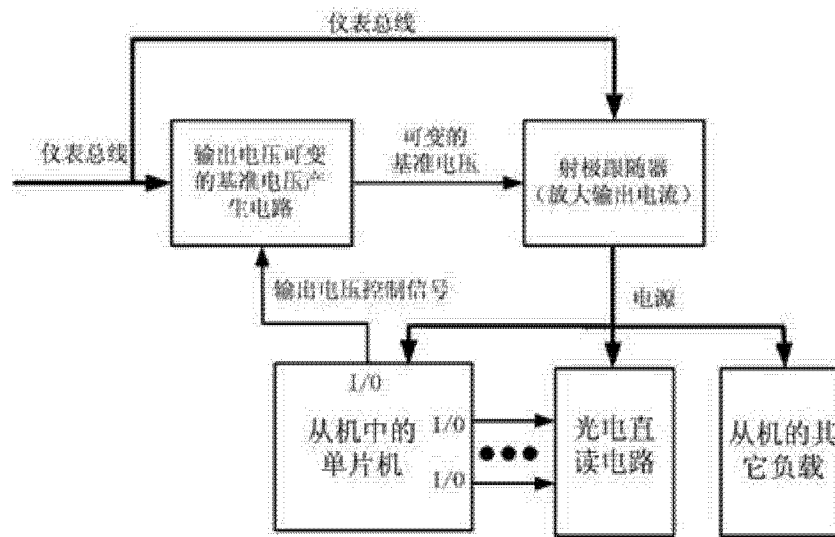 仪表总线
仪表总线
输出电压可变
的基准电压产
生电路
可变的
基准电压
射极跟随器
（放大输出电流）
输出电压控制信号
电源
I/O
从机中的
单片机
I/O
I/O
光电直
读电路
从机的其
它负载